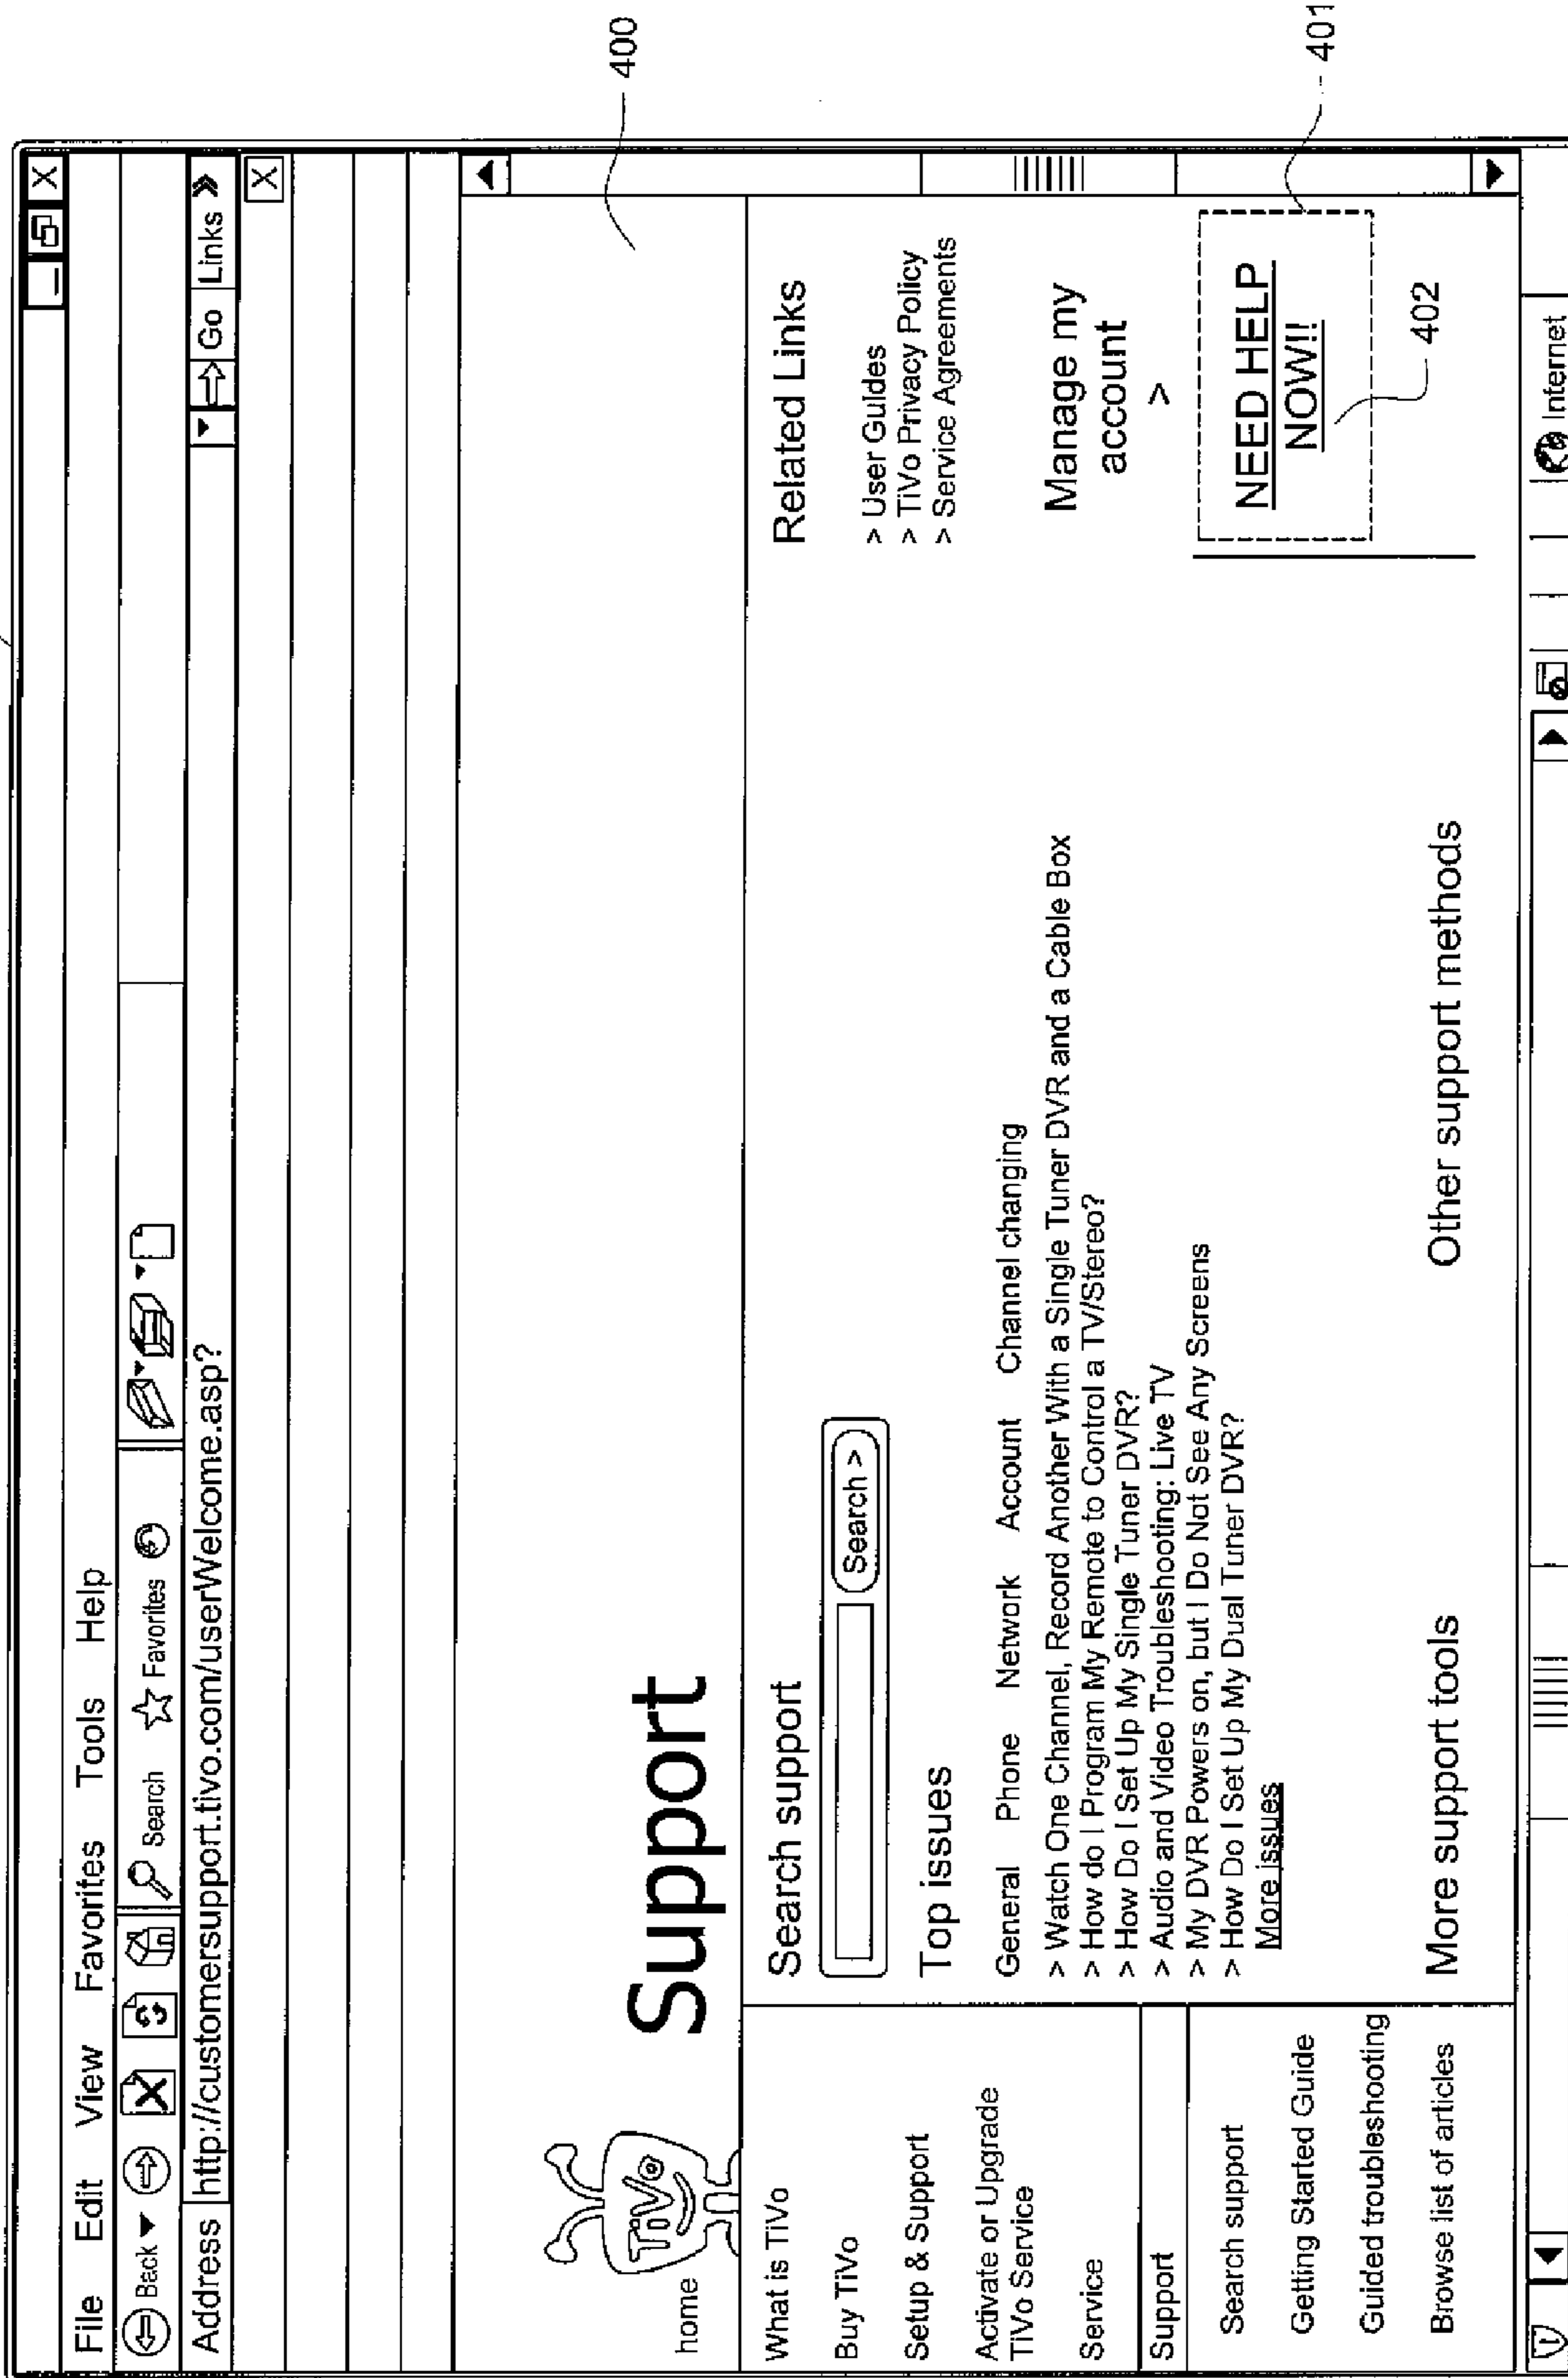 File Edit View Favorites Tools Help
Back Search Favorites
Address http://customersupport.tivo.com/userWelcome.asp? Go Links »
400
TiVo
home
Support
What is TiVo
Buy TiVo
Setup & Support
Activate or Upgrade
TiVo Service
Service
Support
Search support
Getting Started Guide
Guided troubleshooting
Browse list of articles
Search support
Search >
Top issues
General Phone Network Account Channel changing
> Watch One Channel, Record Another With a Single Tuner DVR and a Cable Box
> How do I Program My Remote to Control a TV/Stereo?
> How Do I Set Up My Single Tuner DVR?
> Audio and Video Troubleshooting: Live TV
> My DVR Powers on, but I Do Not See Any Screens
> How Do I Set Up My Dual Tuner DVR?
More issues
More support tools
Other support methods
Related Links
> User Guides
> TiVo Privacy Policy
> Service Agreements
Manage my
account
>
NEED HELP
NOW!!
401
402
Internet